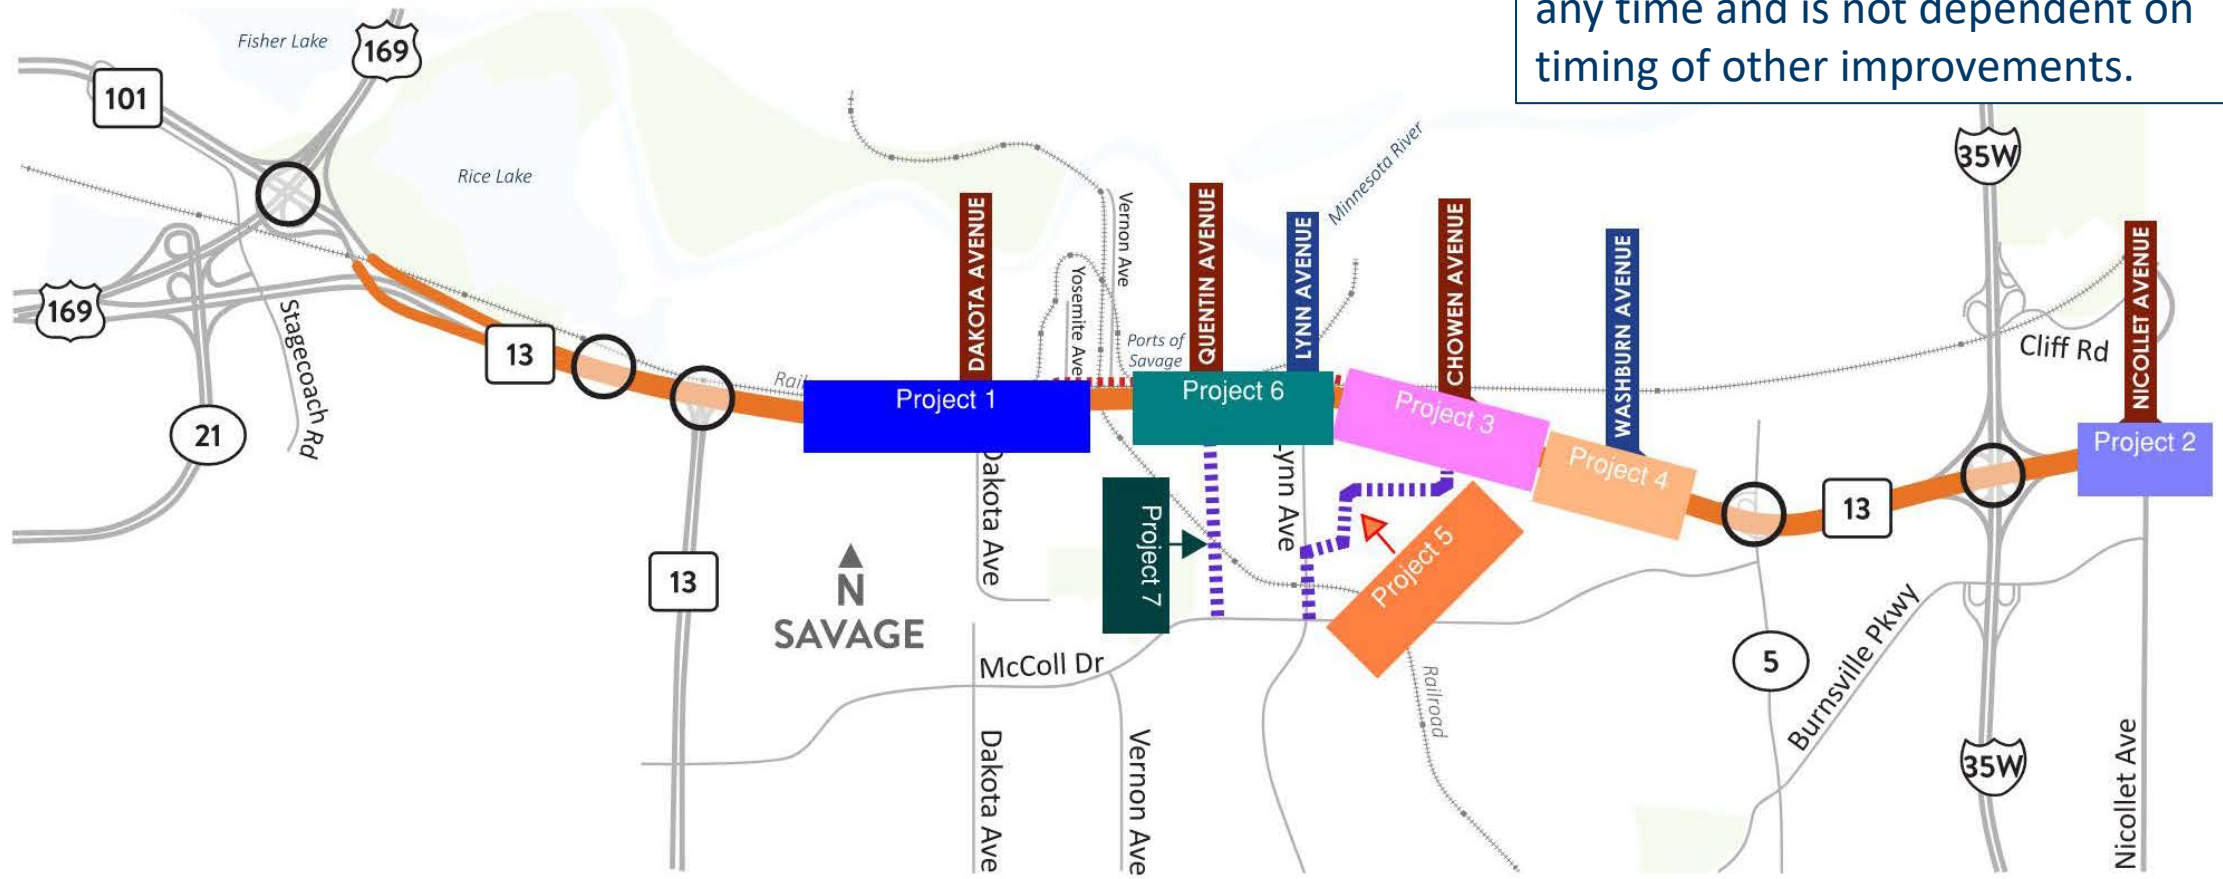 any time and is not dependent on
timing of other improvements.
Fisher Lake
169
101
35W
Minnesota River
Rice Lake
DAKOTA AVENUE
Vernon Ave
QUENTIN AVENUE
LYNN AVENUE
CHOWEN AVENUE
WASHBURN AVENUE
NICOLLET AVENUE
169
Stagecoach Rd
Yosemite Ave
Ports of
Savage
Cliff Rd
13
Rail
Project 1
Project 6
Project 3
Project 4
Project 2
21
Dakota Ave
Lynn Ave
13
Project 7
Project 5
13
N
SAVAGE
McColl Dr
5
Burnsville Pkwy
Railroad
Dakota Ave
Vernon Ave
35W
Nicollet Ave